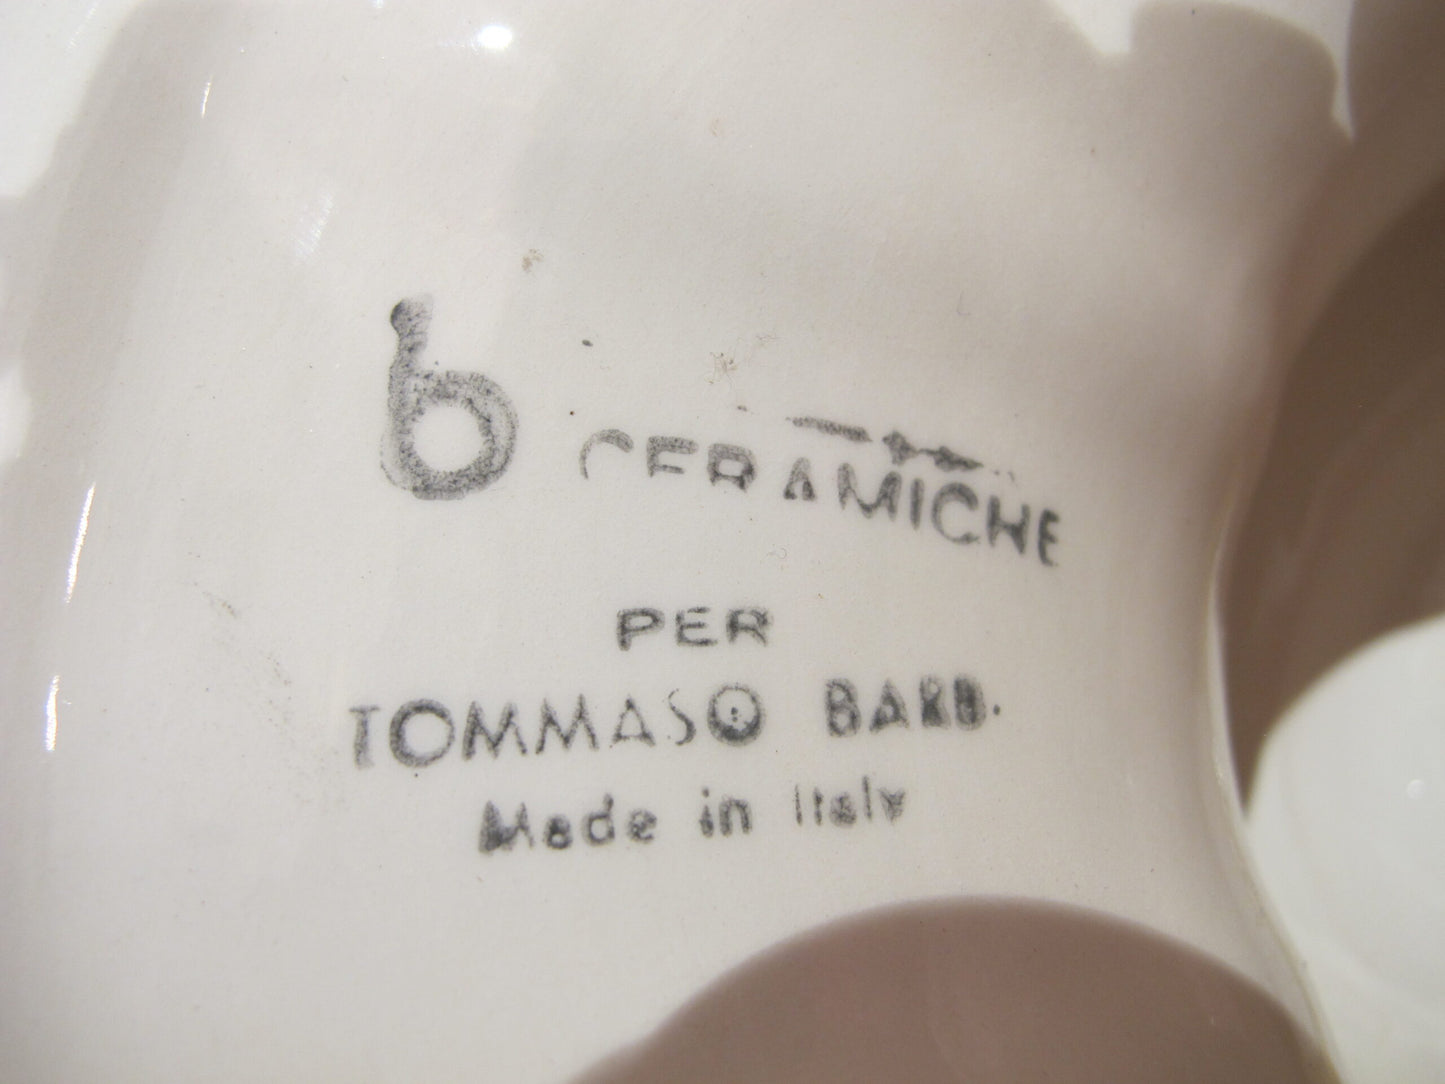 b CERAMICHE
PER
TOMMASO BARB.
Made in Italy